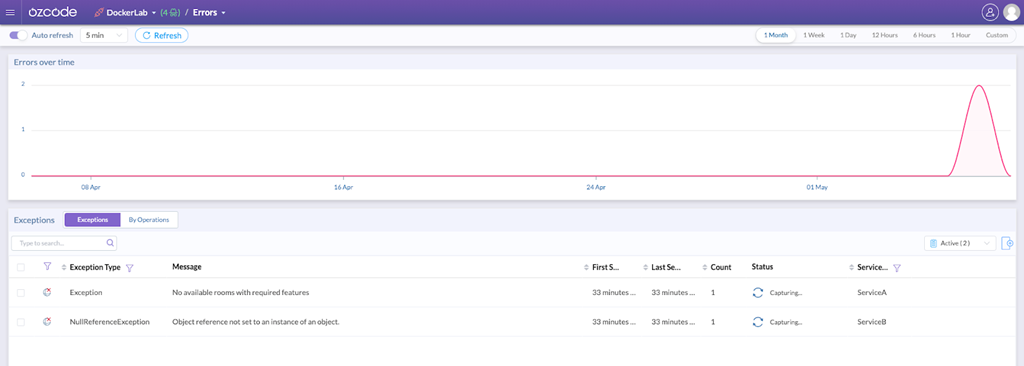 ozcode DockerLab (4) / Errors
Auto refresh 5 min Refresh 1 Month 1 Week 1 Day 12 Hours 6 Hours 1 Hour Custom
Errors over time
2
1
0
08 Apr 16 Apr 24 Apr 01 May
Exceptions Exceptions By Operations
Type to search... Active ( 2 )
Exception Type Message First S... Last Se... Count Status Service...
Exception No available rooms with required features 33 minutes ... 33 minutes ... 1 Capturing... ServiceA
NullReferenceException Object reference not set to an instance of an object. 33 minutes ... 33 minutes ... 1 Capturing... ServiceB